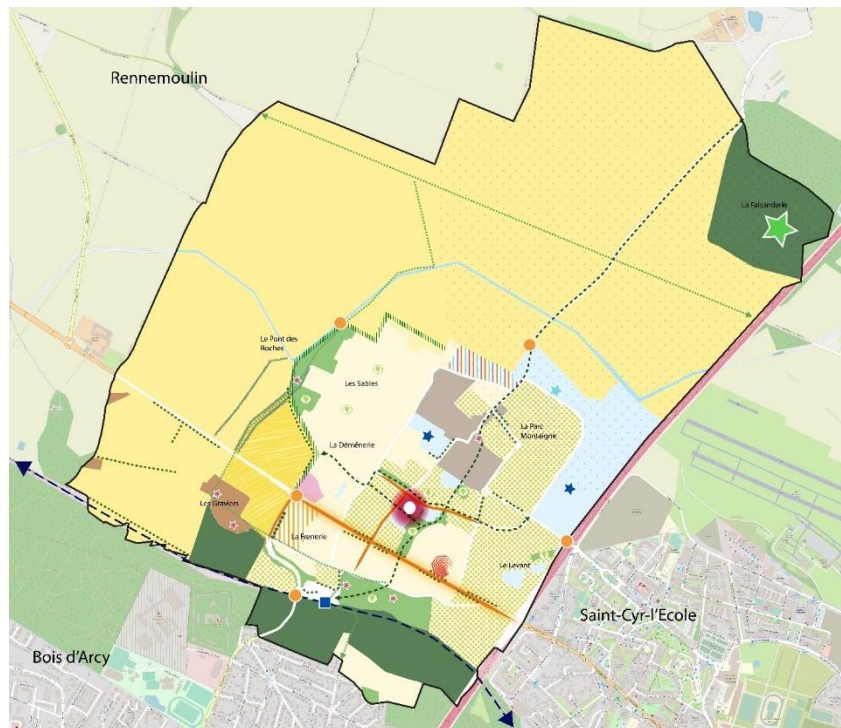 Rennemoulin
La Faisanderie
Le Pont des
Roches
Les Sables
La Parc
Montaigne
La Déménerie
Les Graviers
La Frenerie
Le Levant
Saint-Cyr-l'Ecole
Bois d'Arcy